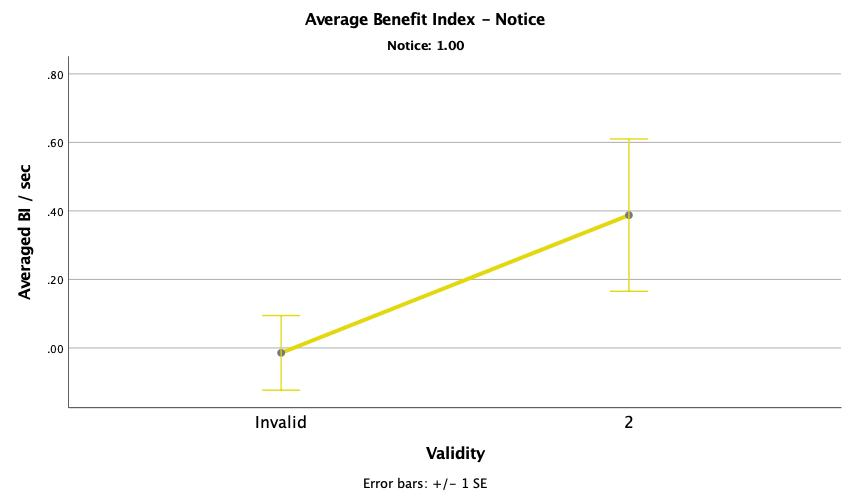 Average Benefit Index – Notice
Notice: 1.00
.80
.60
.40
.20
.00
Averaged BI / sec
Invalid
2
Validity
Error bars: +/− 1 SE